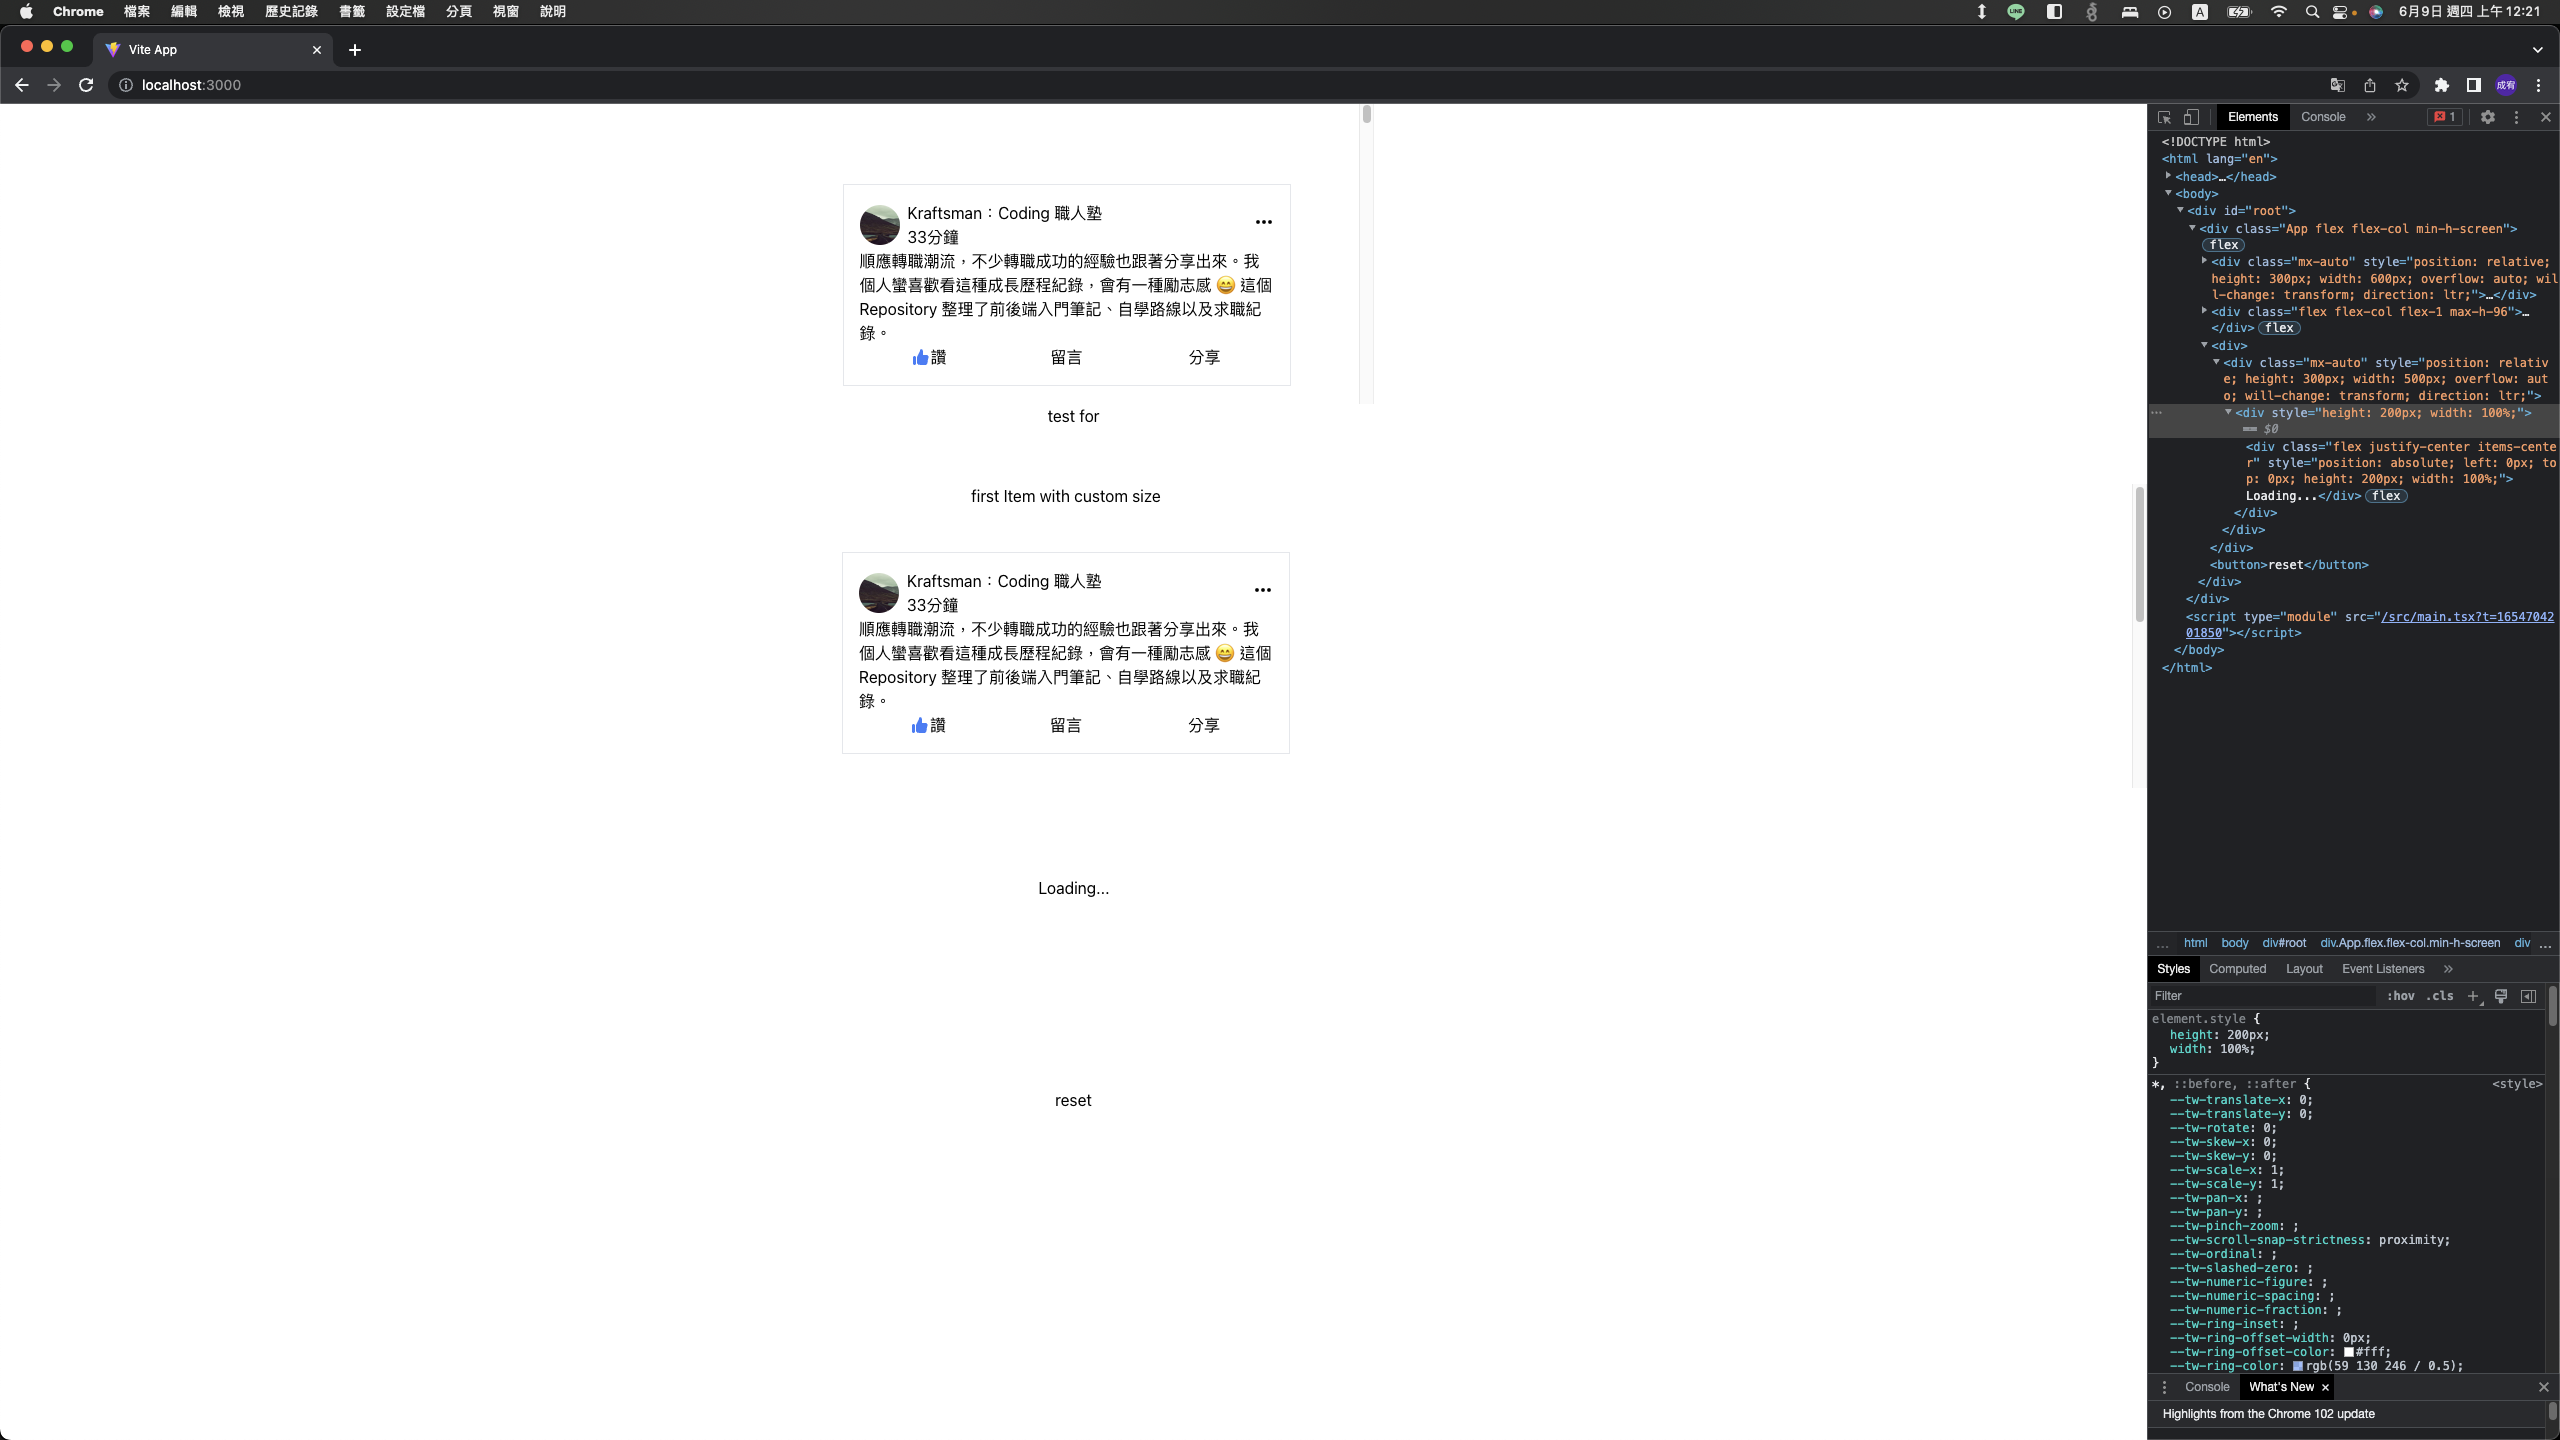 Chrome 檔案 編輯 檢視 歷史記錄 書籤 設定檔 分頁 視窗 說明
LINE A 6月9日 週四 上午12:21
Vite App
localhost:3000
成宥
Kraftsman：Coding 職人塾
33分鐘
順應轉職潮流，不少轉職成功的經驗也跟著分享出來。我
個人蠻喜歡看這種成長歷程紀錄，會有一種勵志感 😄 這個
Repository 整理了前後端入門筆記、自學路線以及求職紀
錄。
讚 留言 分享
test for
first Item with custom size
Kraftsman：Coding 職人塾
33分鐘
順應轉職潮流，不少轉職成功的經驗也跟著分享出來。我
個人蠻喜歡看這種成長歷程紀錄，會有一種勵志感 😄 這個
Repository 整理了前後端入門筆記、自學路線以及求職紀
錄。
讚 留言 分享
Loading...
reset
Elements Console » 1
<!DOCTYPE html>
<html lang="en">
<head>…</head>
<body>
<div id="root">
<div class="App flex flex-col min-h-screen">
flex
<div class="mx-auto" style="position: relative;
height: 300px; width: 600px; overflow: auto; wil
l-change: transform; direction: ltr;">…</div>
<div class="flex flex-col flex-1 max-h-96">…
</div> flex
<div>
<div class="mx-auto" style="position: relativ
e; height: 300px; width: 500px; overflow: aut
o; will-change: transform; direction: ltr;">
… <div style="height: 200px; width: 100%;">
== $0
<div class="flex justify-center items-cente
r" style="position: absolute; left: 0px; to
p: 0px; height: 200px; width: 100%;">
Loading...</div> flex
</div>
</div>
</div>
<button>reset</button>
</div>
</div>
<script type="module" src="/src/main.tsx?t=16547042
01850"></script>
</body>
</html>
… html body div#root div.App.flex.flex-col.min-h-screen div …
Styles Computed Layout Event Listeners »
Filter :hov .cls +
element.style {
height: 200px;
width: 100%;
}
*, ::before, ::after { <style>
--tw-translate-x: 0;
--tw-translate-y: 0;
--tw-rotate: 0;
--tw-skew-x: 0;
--tw-skew-y: 0;
--tw-scale-x: 1;
--tw-scale-y: 1;
--tw-pan-x: ;
--tw-pan-y: ;
--tw-pinch-zoom: ;
--tw-scroll-snap-strictness: proximity;
--tw-ordinal: ;
--tw-slashed-zero: ;
--tw-numeric-figure: ;
--tw-numeric-spacing: ;
--tw-numeric-fraction: ;
--tw-ring-inset: ;
--tw-ring-offset-width: 0px;
--tw-ring-offset-color: #fff;
--tw-ring-color: rgb(59 130 246 / 0.5);
Console What's New
Highlights from the Chrome 102 update